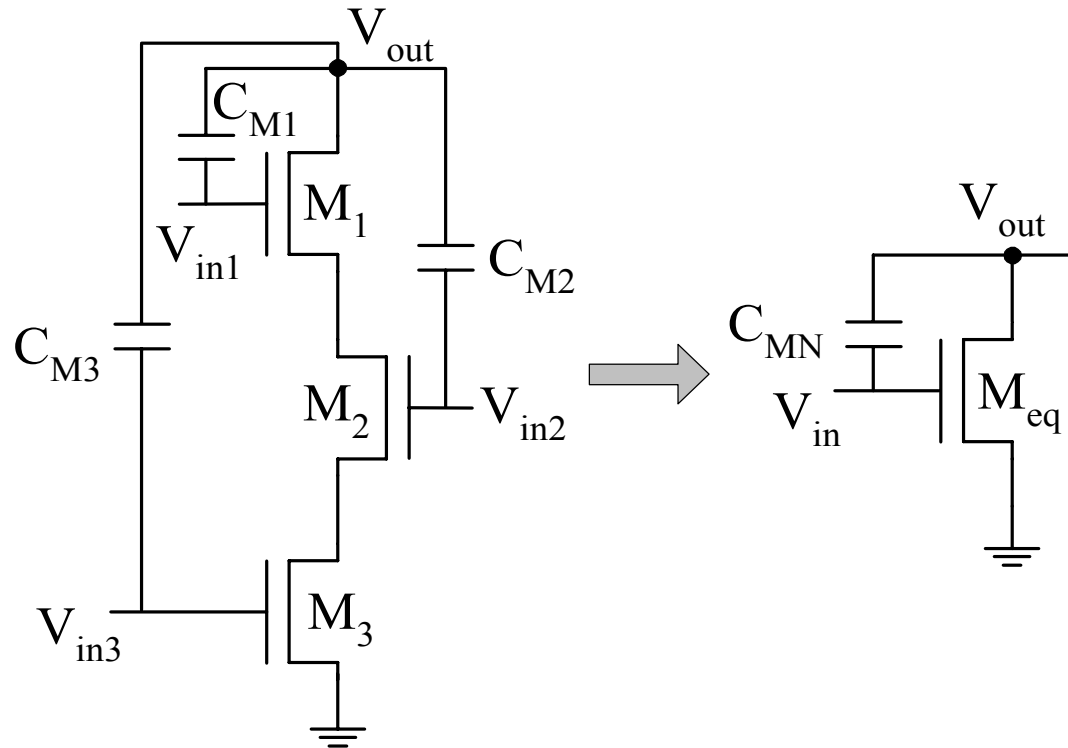 V_out
C_M1
M_1
V_in1
C_M2
C_M3
M_2
V_in2
M_3
V_in3
V_out
C_MN
V_in
M_eq